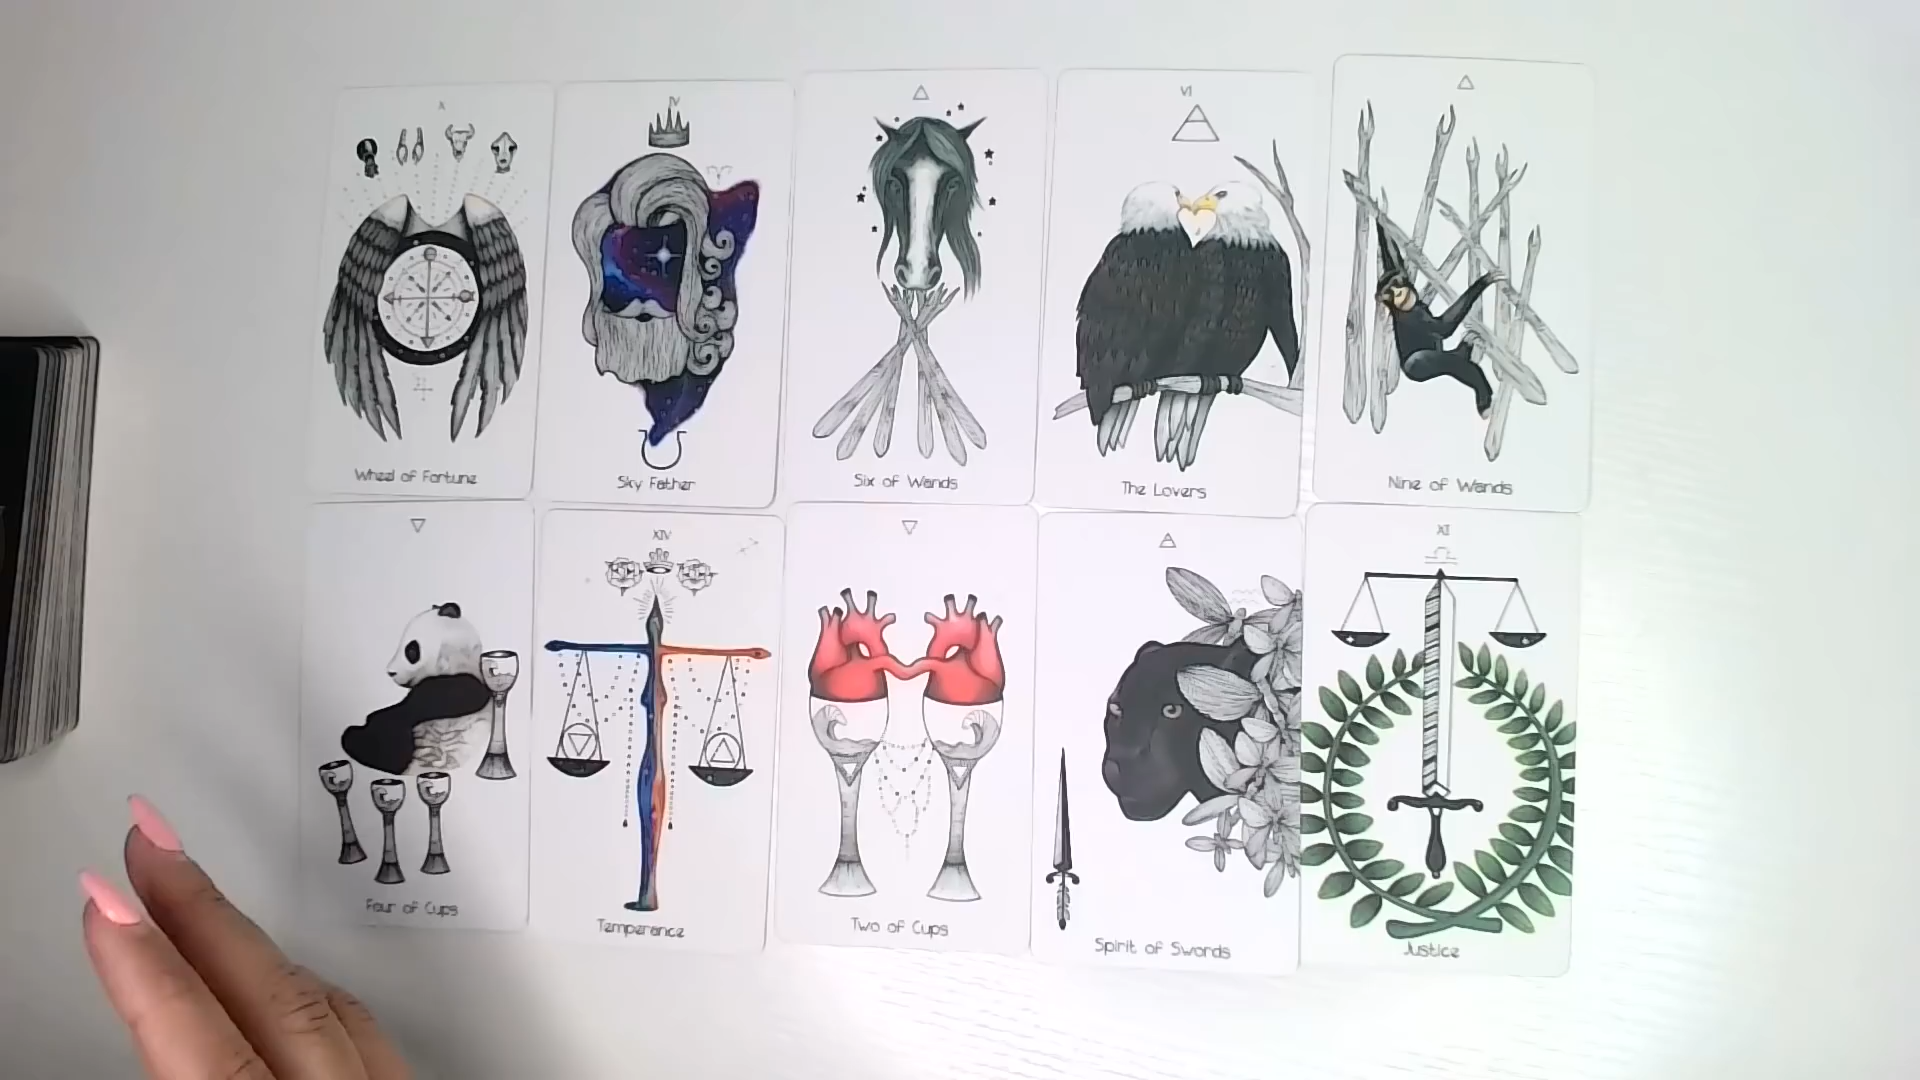 X
IV
VI
Wheel of Fortune
Sky Father
Six of Wands
The Lovers
Nine of Wands
XIV
XI
Four of Cups
Temperance
Two of Cups
Spirit of Swords
Justice